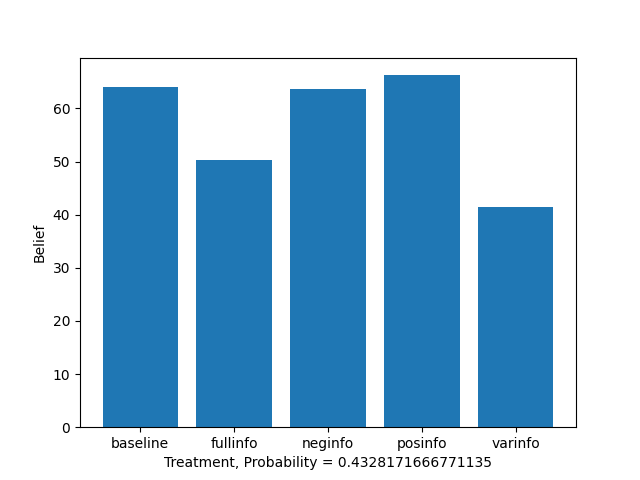 60
50
40
30
20
10
0
Belief
baseline fullinfo neginfo posinfo varinfo
Treatment, Probability = 0.4328171666771135